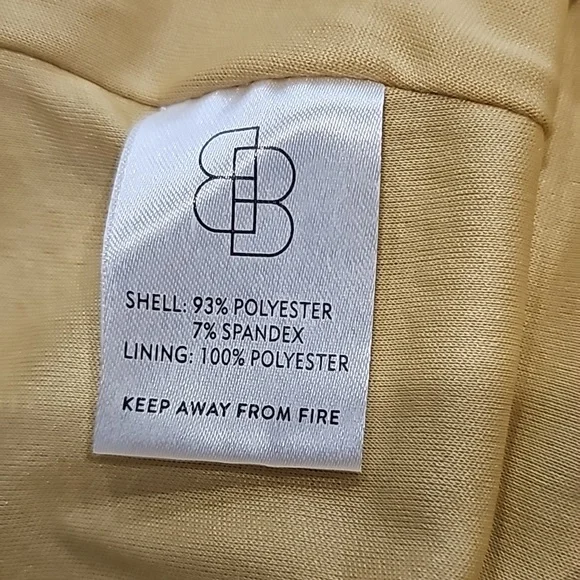 SHELL: 93% POLYESTER
7% SPANDEX
LINING: 100% POLYESTER
KEEP AWAY FROM FIRE